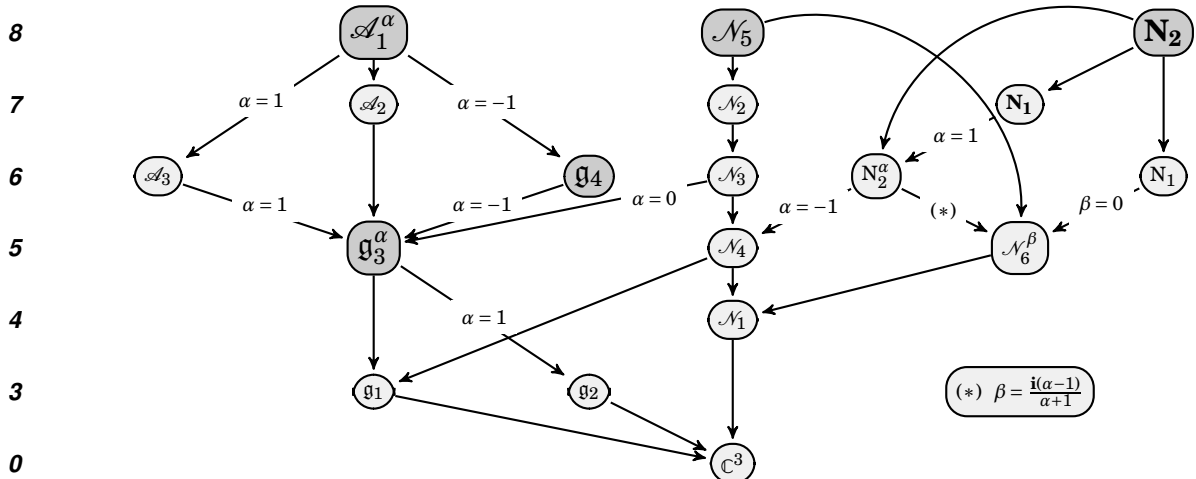 8 𝒜₁^α 𝒩₅ 𝐍₂
7 α = 1 𝒜₂ α = −1 𝒩₂ 𝐍₁
α = 1
6 𝒜₃ 𝔤₄ 𝒩₃ N₂^α N₁
α = 1 α = −1 α = 0 α = −1 (∗) β = 0
5 𝔤₃^α 𝒩₄ 𝒩₆^β
4 α = 1 𝒩₁
3 𝔤₁ 𝔤₂ (∗) β = i(α−1)/α+1
0 ℂ³